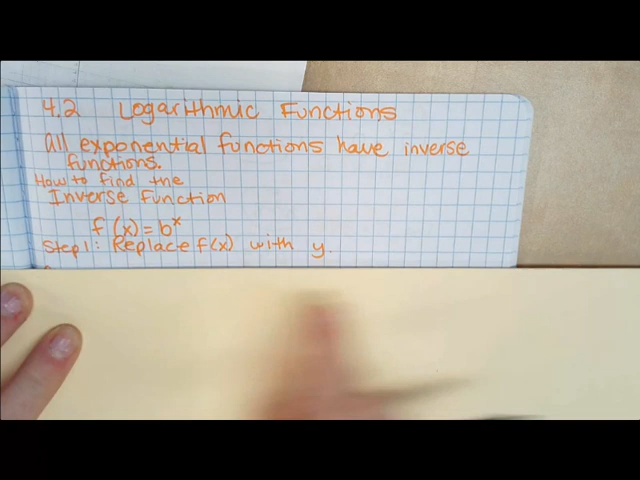 4.2 Logarithmic Functions
All exponential functions have inverse
functions.
How to find the
Inverse Function
f(x) = b^x
Step 1: Replace f(x) with y.